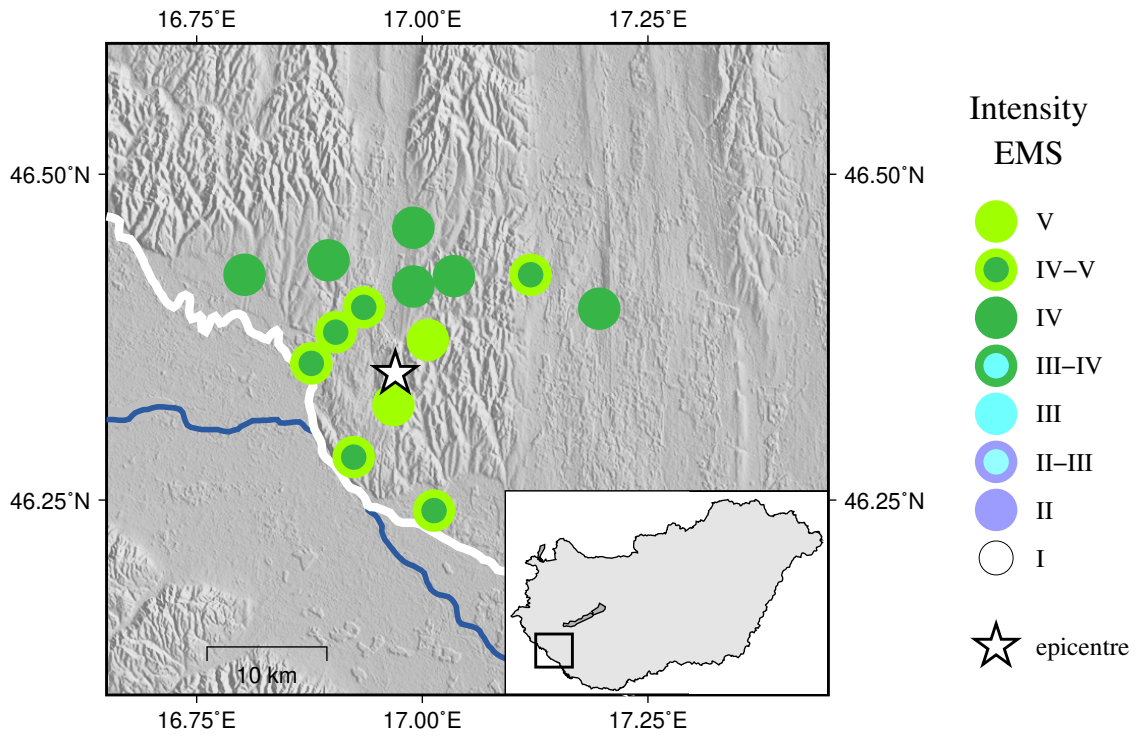 16.75˚E 17.00˚E 17.25˚E
46.50˚N 46.50˚N
46.25˚N 46.25˚N
10 km
16.75˚E 17.00˚E 17.25˚E
Intensity
EMS
V
IV–V
IV
III–IV
III
II–III
II
I
epicentre